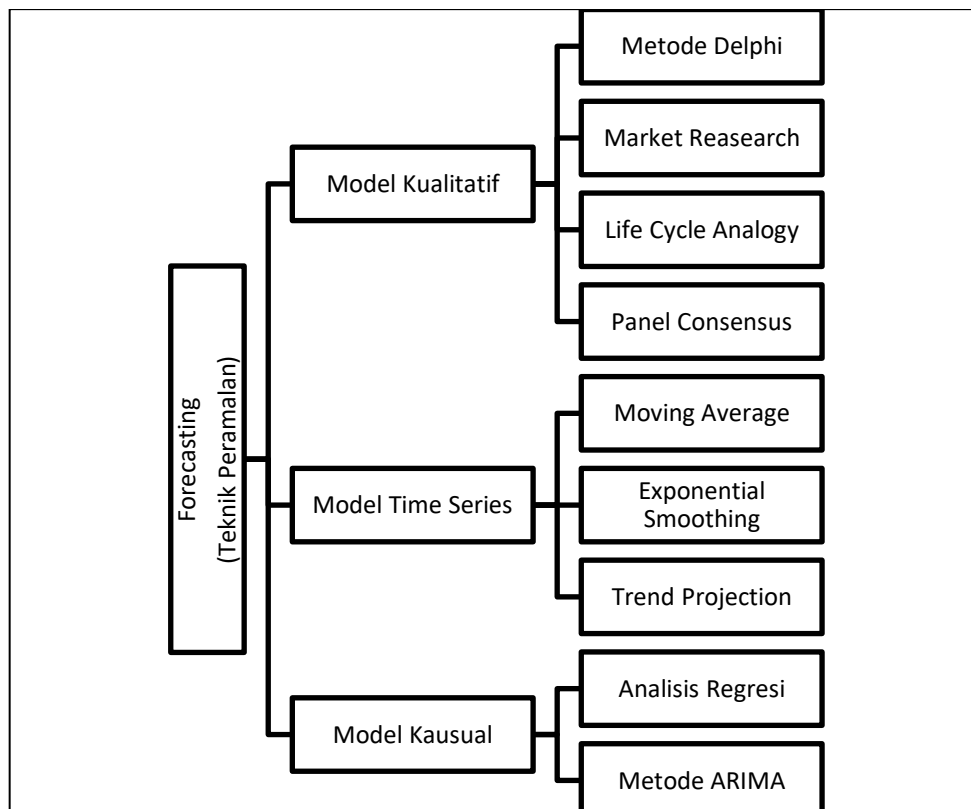 Forecasting
(Teknik Peramalan)
Model Kualitatif
Metode Delphi
Market Reasearch
Life Cycle Analogy
Panel Consensus
Model Time Series
Moving Average
Exponential
Smoothing
Trend Projection
Model Kausual
Analisis Regresi
Metode ARIMA